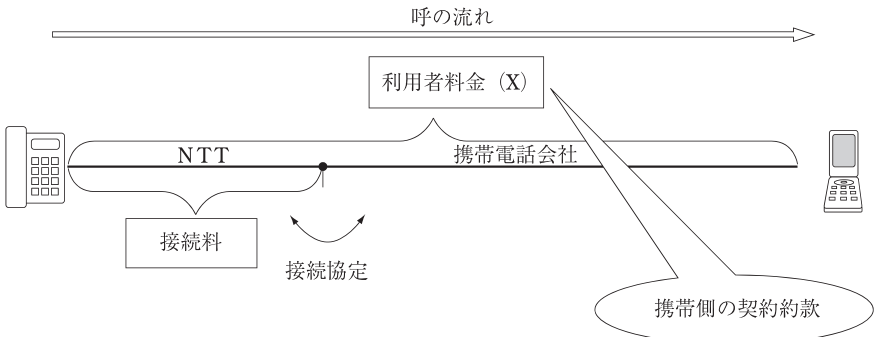 呼の流れ
利用者料金（X）
NTT
携帯電話会社
接続料
接続協定
携帯側の契約約款